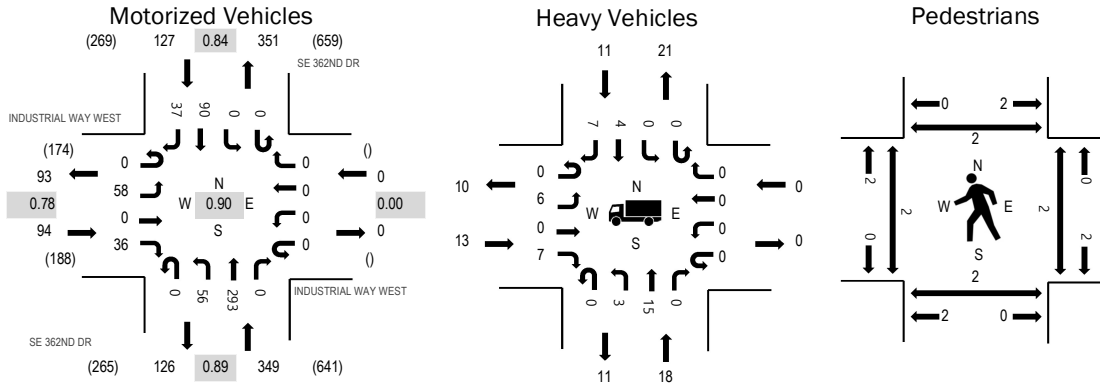 Motorized Vehicles
(269) 127 0.84 351 (659)
SE 362ND DR
37 90 0 0
INDUSTRIAL WAY WEST
(174) 0 0 ()
93 58 N 0 0
0.78 0 W 0.90 E 0 0.00
94 36 S 0 0
(188) ()
0 56 293 0
INDUSTRIAL WAY WEST
SE 362ND DR
(265) 126 0.89 349 (641)
Heavy Vehicles
11 21
7 4 0 0
0 0
10 6 N 0 0
0 W E 0
13 7 S 0 0
0 3 15 0
11 18
Pedestrians
0 2
2
2 N 0
2 W E 2
0 S 2
2
2 0